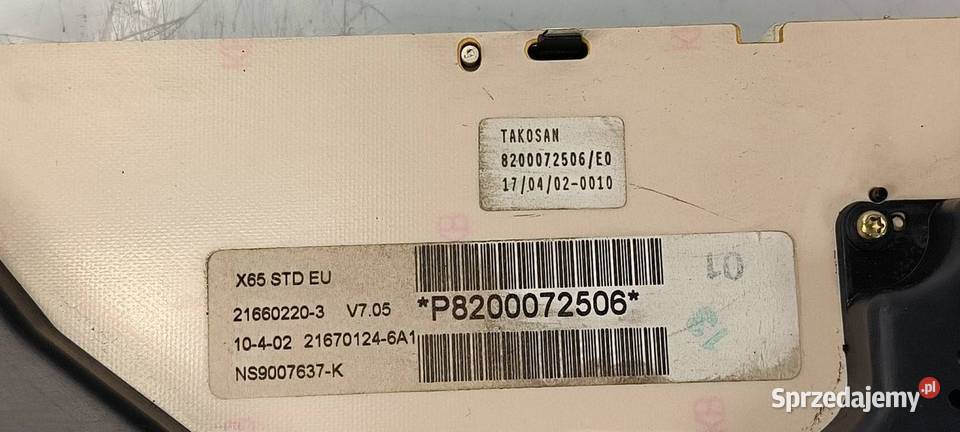 TAKOSAN
8200072506/E0
17/04/02-0010
X65 STD EU
21660220-3 V7.05
*P8200072506*
10-4-02 21670124-6A1
NS9007637-K
01
Sprzedajemy.pl